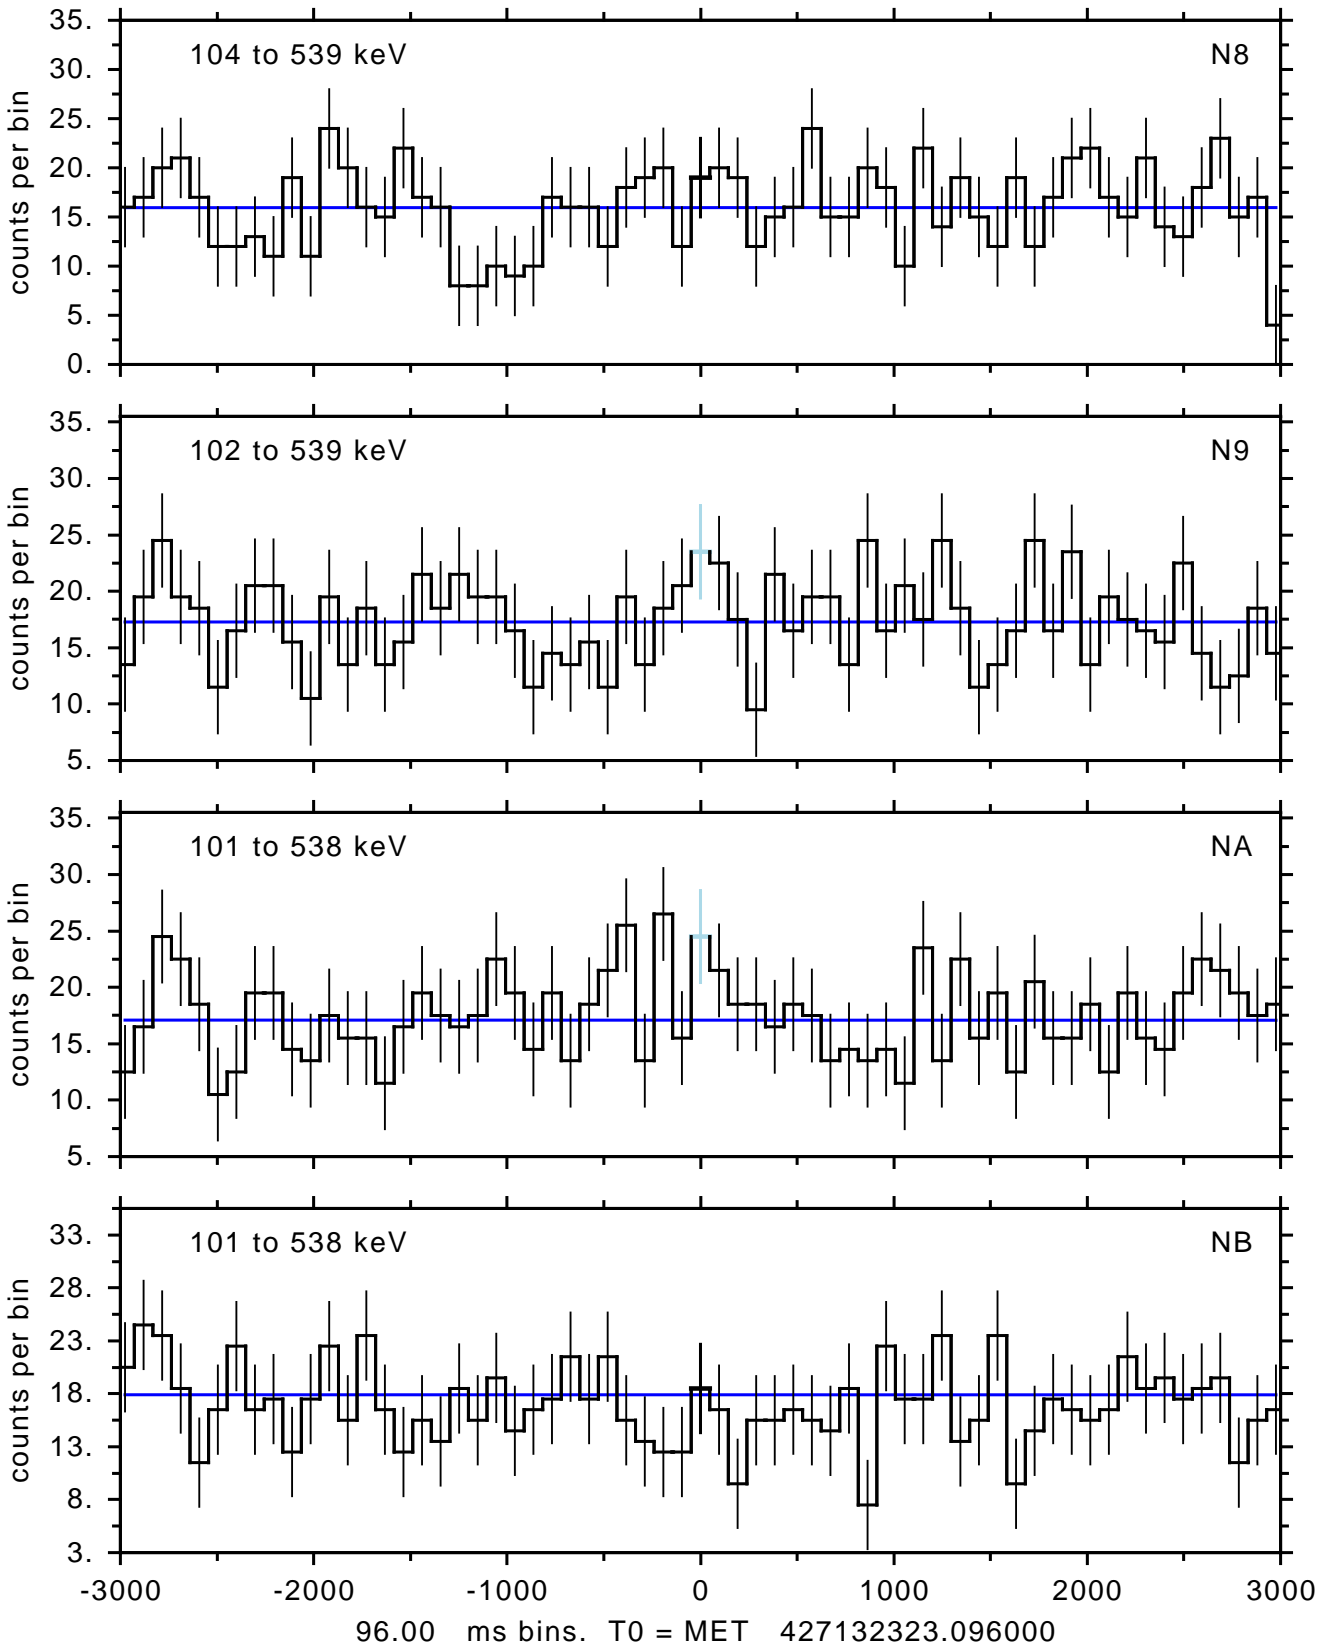 35.
104 to 539 keV N8
30.
25.
20.
15.
10.
5.
0.
counts per bin
35.
102 to 539 keV N9
30.
25.
20.
15.
10.
5.
counts per bin
35.
101 to 538 keV NA
30.
25.
20.
15.
10.
5.
counts per bin
33.
101 to 538 keV NB
28.
23.
18.
13.
8.
3.
counts per bin
-3000 -2000 -1000 0 1000 2000 3000
96.00 ms bins. T0 = MET 427132323.096000